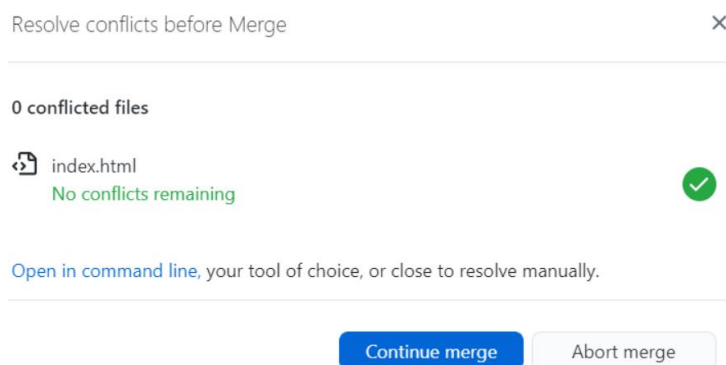 Resolve conflicts before Merge
0 conflicted files
index.html
No conflicts remaining
Open in command line, your tool of choice, or close to resolve manually.
Continue merge
Abort merge